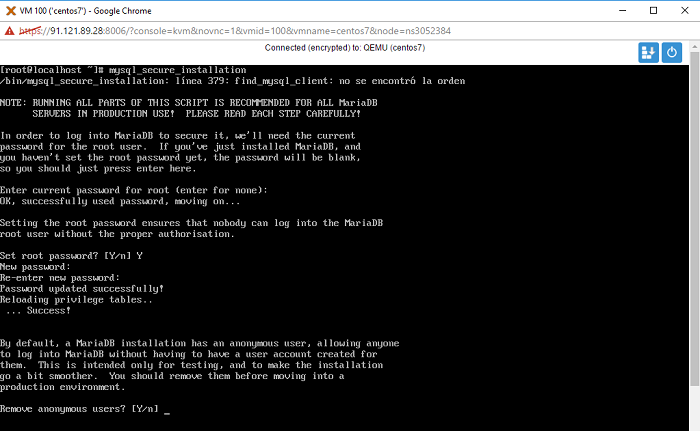 VM 100 ('centos7') - Google Chrome
https://91.121.89.28:8006/?console=kvm&novnc=1&vmid=100&vmname=centos7&node=ns3052384
Connected (encrypted) to: QEMU (centos7)
[root@localhost ~]# mysql_secure_installation
/bin/mysql_secure_installation: línea 379: find_mysql_client: no se encontró la orden
NOTE: RUNNING ALL PARTS OF THIS SCRIPT IS RECOMMENDED FOR ALL MariaDB
SERVERS IN PRODUCTION USE!  PLEASE READ EACH STEP CAREFULLY!
In order to log into MariaDB to secure it, we'll need the current
password for the root user.  If you've just installed MariaDB, and
you haven't set the root password yet, the password will be blank,
so you should just press enter here.
Enter current password for root (enter for none):
OK, successfully used password, moving on...
Setting the root password ensures that nobody can log into the MariaDB
root user without the proper authorisation.
Set root password? [Y/n] Y
New password:
Re-enter new password:
Password updated successfully!
Reloading privilege tables..
... Success!
By default, a MariaDB installation has an anonymous user, allowing anyone
to log into MariaDB without having to have a user account created for
them.  This is intended only for testing, and to make the installation
go a bit smoother.  You should remove them before moving into a
production environment.
Remove anonymous users? [Y/n] _